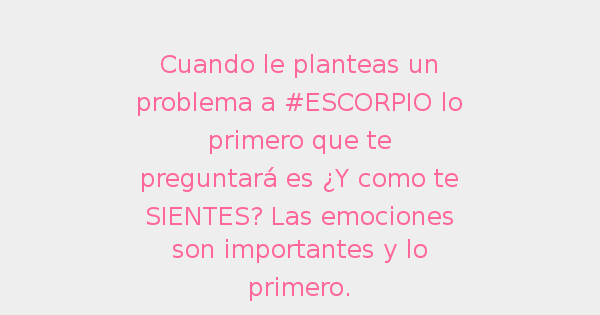 Cuando le planteas un
problema a #ESCORPIO lo
primero que te
preguntará es ¿Y como te
SIENTES? Las emociones
son importantes y lo
primero.